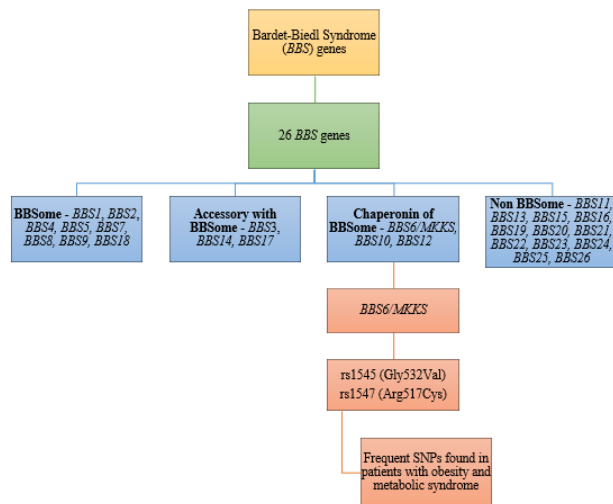 Bardet-Biedl Syndrome
(BBS) genes
26 BBS genes
BBSome - BBS1, BBS2,
BBS4, BBS5, BBS7,
BBS8, BBS9, BBS18
Accessory with
BBSome - BBS3,
BBS14, BBS17
Chaperonin of
BBSome - BBS6/MKKS,
BBS10, BBS12
Non BBSome - BBS11,
BBS13, BBS15, BBS16,
BBS19, BBS20, BBS21,
BBS22, BBS23, BBS24,
BBS25, BBS26
BBS6/MKKS
rs1545 (Gly532Val)
rs1547 (Arg517Cys)
Frequent SNPs found in
patients with obesity and
metabolic syndrome